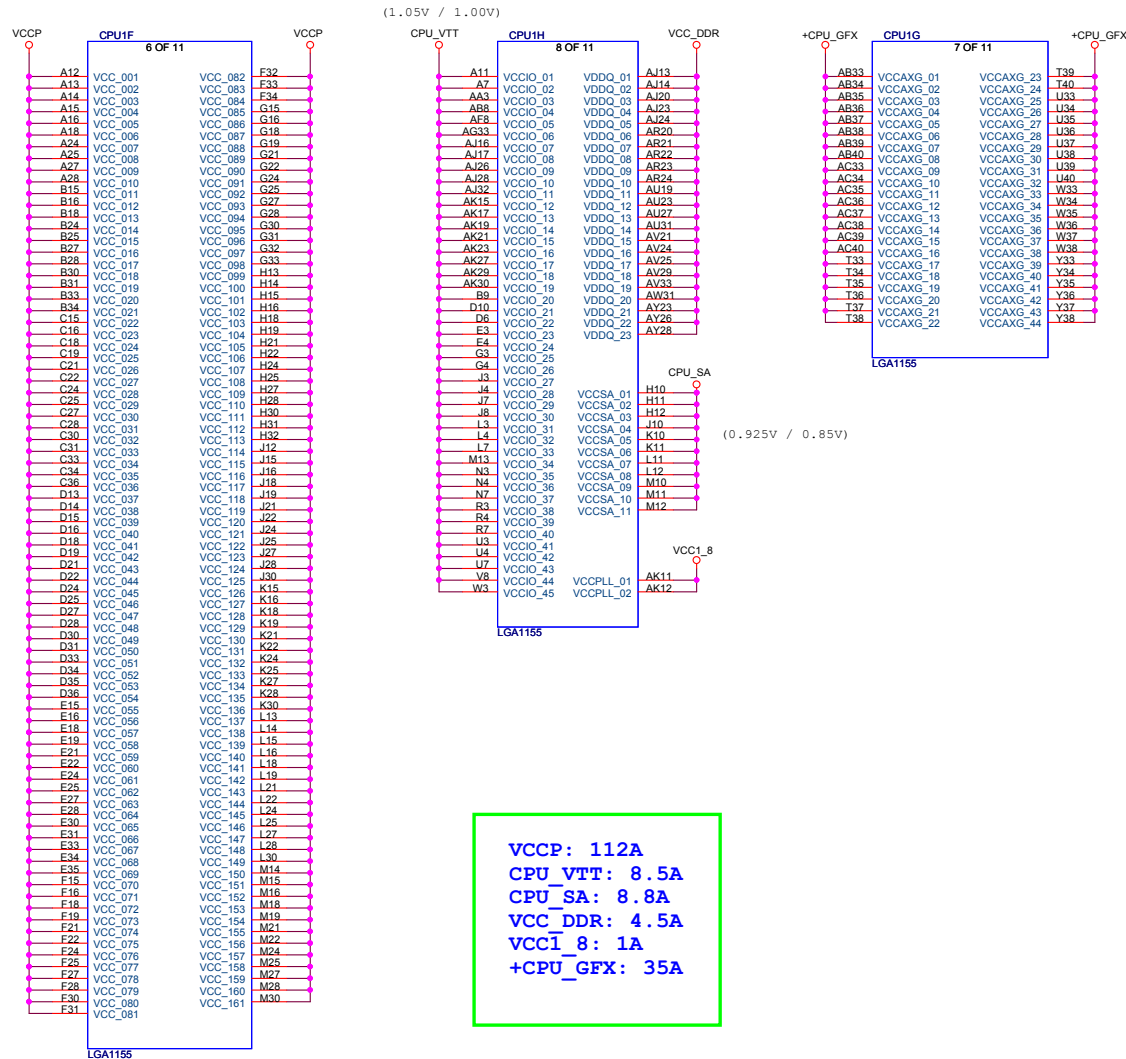 (1.05V / 1.00V)
VCCP CPU1F VCCP
6 OF 11
A12 VCC_001 VCC_082 F32
A13 VCC_002 VCC_083 F33
A14 VCC_003 VCC_084 F34
A15 VCC_004 VCC_085 G15
A16 VCC_005 VCC_086 G16
A18 VCC_006 VCC_087 G18
A24 VCC_007 VCC_088 G19
A25 VCC_008 VCC_089 G21
A27 VCC_009 VCC_090 G22
A28 VCC_010 VCC_091 G24
B15 VCC_011 VCC_092 G25
B16 VCC_012 VCC_093 G27
B18 VCC_013 VCC_094 G28
B24 VCC_014 VCC_095 G30
B25 VCC_015 VCC_096 G31
B27 VCC_016 VCC_097 G32
B28 VCC_017 VCC_098 G33
B30 VCC_018 VCC_099 H13
B31 VCC_019 VCC_100 H14
B33 VCC_020 VCC_101 H15
B34 VCC_021 VCC_102 H16
C15 VCC_022 VCC_103 H18
C16 VCC_023 VCC_104 H19
C18 VCC_024 VCC_105 H21
C19 VCC_025 VCC_106 H22
C21 VCC_026 VCC_107 H24
C22 VCC_027 VCC_108 H25
C24 VCC_028 VCC_109 H27
C25 VCC_029 VCC_110 H28
C27 VCC_030 VCC_111 H30
C28 VCC_031 VCC_112 H31
C30 VCC_032 VCC_113 H32
C31 VCC_033 VCC_114 J12
C33 VCC_034 VCC_115 J15
C34 VCC_035 VCC_116 J16
C36 VCC_036 VCC_117 J18
D13 VCC_037 VCC_118 J19
D14 VCC_038 VCC_119 J21
D15 VCC_039 VCC_120 J22
D16 VCC_040 VCC_121 J24
D18 VCC_041 VCC_122 J25
D19 VCC_042 VCC_123 J27
D21 VCC_043 VCC_124 J28
D22 VCC_044 VCC_125 J30
D24 VCC_045 VCC_126 K15
D25 VCC_046 VCC_127 K16
D27 VCC_047 VCC_128 K18
D28 VCC_048 VCC_129 K19
D30 VCC_049 VCC_130 K21
D31 VCC_050 VCC_131 K22
D33 VCC_051 VCC_132 K24
D34 VCC_052 VCC_133 K25
D35 VCC_053 VCC_134 K27
D36 VCC_054 VCC_135 K28
E15 VCC_055 VCC_136 K30
E16 VCC_056 VCC_137 L13
E18 VCC_057 VCC_138 L14
E19 VCC_058 VCC_139 L15
E21 VCC_059 VCC_140 L16
E22 VCC_060 VCC_141 L18
E24 VCC_061 VCC_142 L19
E25 VCC_062 VCC_143 L21
E27 VCC_063 VCC_144 L22
E28 VCC_064 VCC_145 L24
E30 VCC_065 VCC_146 L25
E31 VCC_066 VCC_147 L27
E33 VCC_067 VCC_148 L28
E34 VCC_068 VCC_149 L30
E35 VCC_069 VCC_150 M14
F15 VCC_070 VCC_151 M15
F16 VCC_071 VCC_152 M16
F18 VCC_072 VCC_153 M18
F19 VCC_073 VCC_154 M19
F21 VCC_074 VCC_155 M21
F22 VCC_075 VCC_156 M22
F24 VCC_076 VCC_157 M24
F25 VCC_077 VCC_158 M25
F27 VCC_078 VCC_159 M27
F28 VCC_079 VCC_160 M28
F30 VCC_080 VCC_161 M30
F31 VCC_081
LGA1155
CPU_VTT CPU1H VCC_DDR
8 OF 11
A11 VCCIO_01 VDDQ_01 AJ13
A7 VCCIO_02 VDDQ_02 AJ14
AA3 VCCIO_03 VDDQ_03 AJ20
AB8 VCCIO_04 VDDQ_04 AJ23
AF8 VCCIO_05 VDDQ_05 AJ24
AG33 VCCIO_06 VDDQ_06 AR20
AJ16 VCCIO_07 VDDQ_07 AR21
AJ17 VCCIO_08 VDDQ_08 AR22
AJ26 VCCIO_09 VDDQ_09 AR23
AJ28 VCCIO_10 VDDQ_10 AR24
AJ32 VCCIO_11 VDDQ_11 AU19
AK15 VCCIO_12 VDDQ_12 AU23
AK17 VCCIO_13 VDDQ_13 AU27
AK19 VCCIO_14 VDDQ_14 AU31
AK21 VCCIO_15 VDDQ_15 AV21
AK23 VCCIO_16 VDDQ_16 AV24
AK27 VCCIO_17 VDDQ_17 AV25
AK29 VCCIO_18 VDDQ_18 AV29
AK30 VCCIO_19 VDDQ_19 AV33
B9 VCCIO_20 VDDQ_20 AW31
D10 VCCIO_21 VDDQ_21 AY23
D6 VCCIO_22 VDDQ_22 AY26
E3 VCCIO_23 VDDQ_23 AY28
E4 VCCIO_24
G3 VCCIO_25
G4 VCCIO_26 CPU_SA
J3 VCCIO_27
J4 VCCIO_28 VCCSA_01 H10
J7 VCCIO_29 VCCSA_02 H11
J8 VCCIO_30 VCCSA_03 H12
L3 VCCIO_31 VCCSA_04 J10
L4 VCCIO_32 VCCSA_05 K10 (0.925V / 0.85V)
L7 VCCIO_33 VCCSA_06 K11
M13 VCCIO_34 VCCSA_07 L11
N3 VCCIO_35 VCCSA_08 L12
N4 VCCIO_36 VCCSA_09 M10
N7 VCCIO_37 VCCSA_10 M11
R3 VCCIO_38 VCCSA_11 M12
R4 VCCIO_39
R7 VCCIO_40
U3 VCCIO_41 VCC1_8
U4 VCCIO_42
U7 VCCIO_43
V8 VCCIO_44 VCCPLL_01 AK11
W3 VCCIO_45 VCCPLL_02 AK12
LGA1155
+CPU_GFX CPU1G +CPU_GFX
7 OF 11
AB33 VCCAXG_01 VCCAXG_23 T39
AB34 VCCAXG_02 VCCAXG_24 T40
AB35 VCCAXG_03 VCCAXG_25 U33
AB36 VCCAXG_04 VCCAXG_26 U34
AB37 VCCAXG_05 VCCAXG_27 U35
AB38 VCCAXG_06 VCCAXG_28 U36
AB39 VCCAXG_07 VCCAXG_29 U37
AB40 VCCAXG_08 VCCAXG_30 U38
AC33 VCCAXG_09 VCCAXG_31 U39
AC34 VCCAXG_10 VCCAXG_32 U40
AC35 VCCAXG_11 VCCAXG_33 W33
AC36 VCCAXG_12 VCCAXG_34 W34
AC37 VCCAXG_13 VCCAXG_35 W35
AC38 VCCAXG_14 VCCAXG_36 W36
AC39 VCCAXG_15 VCCAXG_37 W37
AC40 VCCAXG_16 VCCAXG_38 W38
T33 VCCAXG_17 VCCAXG_39 Y33
T34 VCCAXG_18 VCCAXG_40 Y34
T35 VCCAXG_19 VCCAXG_41 Y35
T36 VCCAXG_20 VCCAXG_42 Y36
T37 VCCAXG_21 VCCAXG_43 Y37
T38 VCCAXG_22 VCCAXG_44 Y38
LGA1155
VCCP: 112A
CPU_VTT: 8.5A
CPU_SA: 8.8A
VCC_DDR: 4.5A
VCC1_8: 1A
+CPU_GFX: 35A